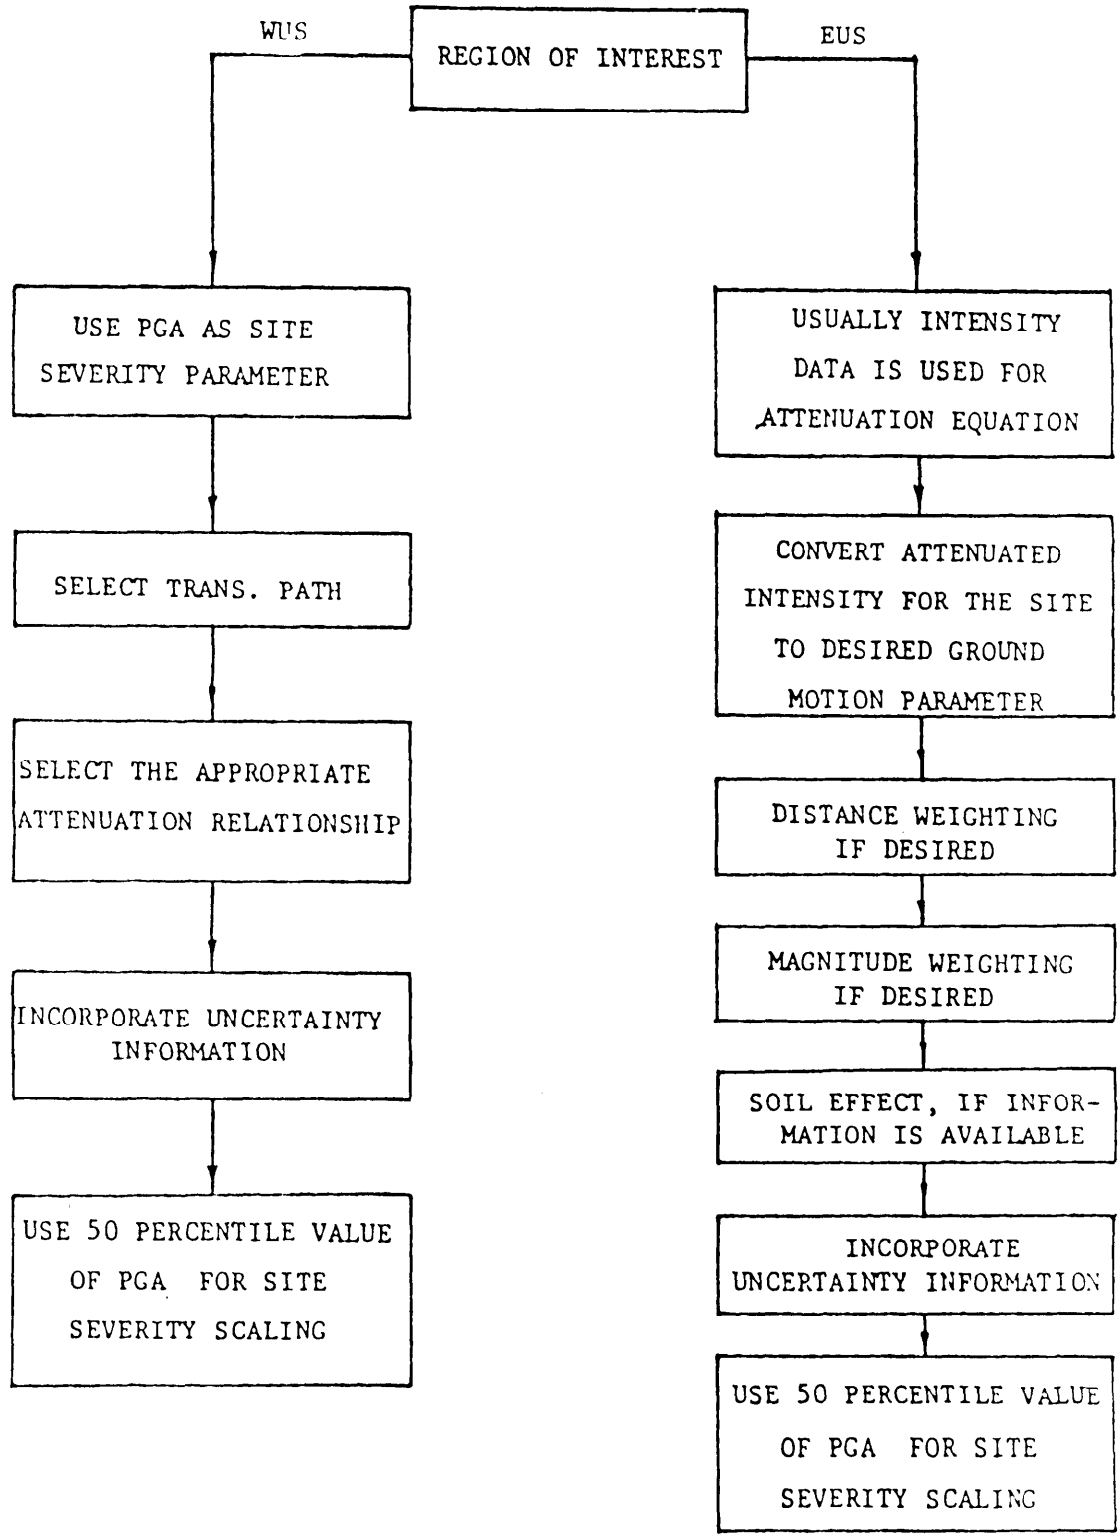 WUS
REGION OF INTEREST
EUS
USE PGA AS SITE
SEVERITY PARAMETER
SELECT TRANS. PATH
SELECT THE APPROPRIATE
ATTENUATION RELATIONSHIP
INCORPORATE UNCERTAINTY
INFORMATION
USE 50 PERCENTILE VALUE
OF PGA FOR SITE
SEVERITY SCALING
USUALLY INTENSITY
DATA IS USED FOR
ATTENUATION EQUATION
CONVERT ATTENUATED
INTENSITY FOR THE SITE
TO DESIRED GROUND
MOTION PARAMETER
DISTANCE WEIGHTING
IF DESIRED
MAGNITUDE WEIGHTING
IF DESIRED
SOIL EFFECT, IF INFOR-
MATION IS AVAILABLE
INCORPORATE
UNCERTAINTY INFORMATION
USE 50 PERCENTILE VALUE
OF PGA FOR SITE
SEVERITY SCALING